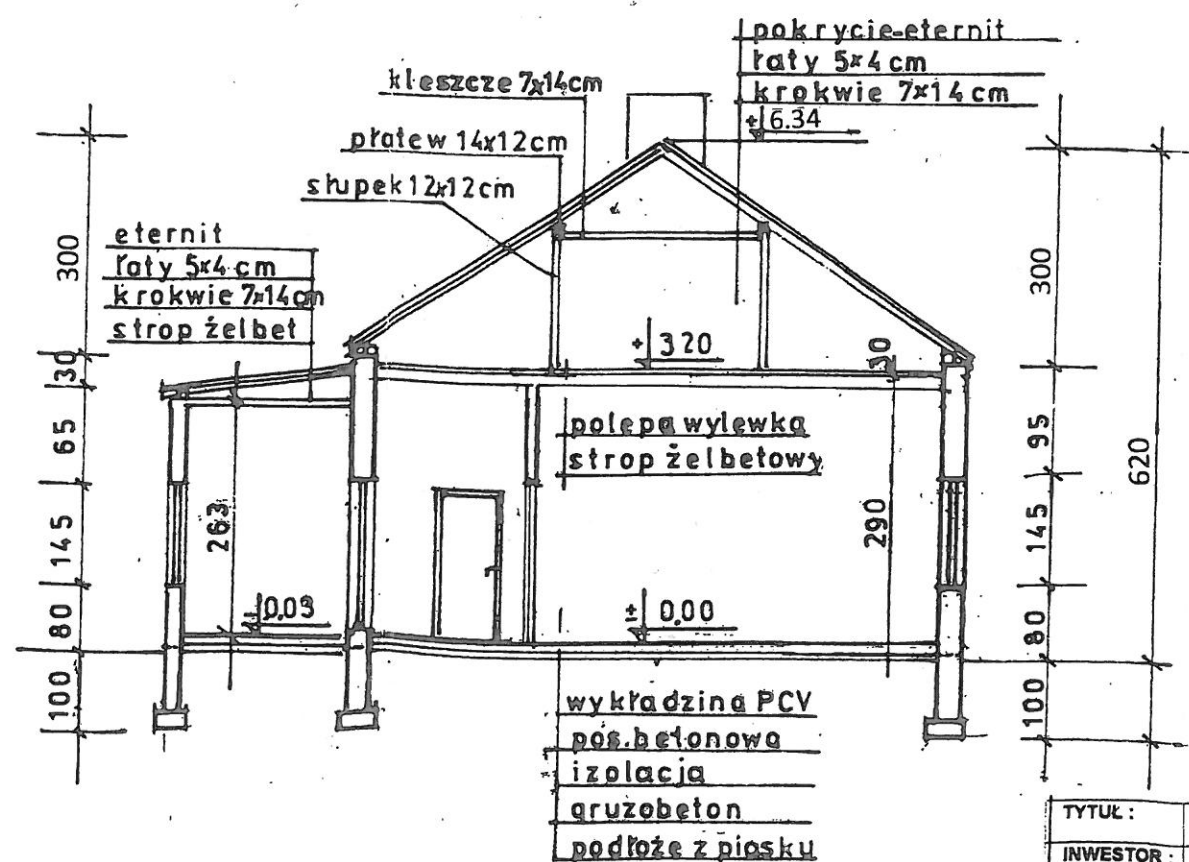 pokrycie-eternit
łaty 5x4 cm
krokwie 7x14 cm
+6.34
kleszcze 7x14cm
płatew 14x12cm
słupek 12x12cm
eternit
łaty 5x4 cm
krokwie 7x14cm
strop żelbet
300
30
65
145
80
100
+ 320
30
polepa wylewka
strop żelbetowy
263
290
0,03
± 0,00
300
95
145
80
100
620
wykładzina PCV
pos.betonowa
izolacja
gruzobeton
podłoże z piasku
TYTUŁ :
INWESTOR :